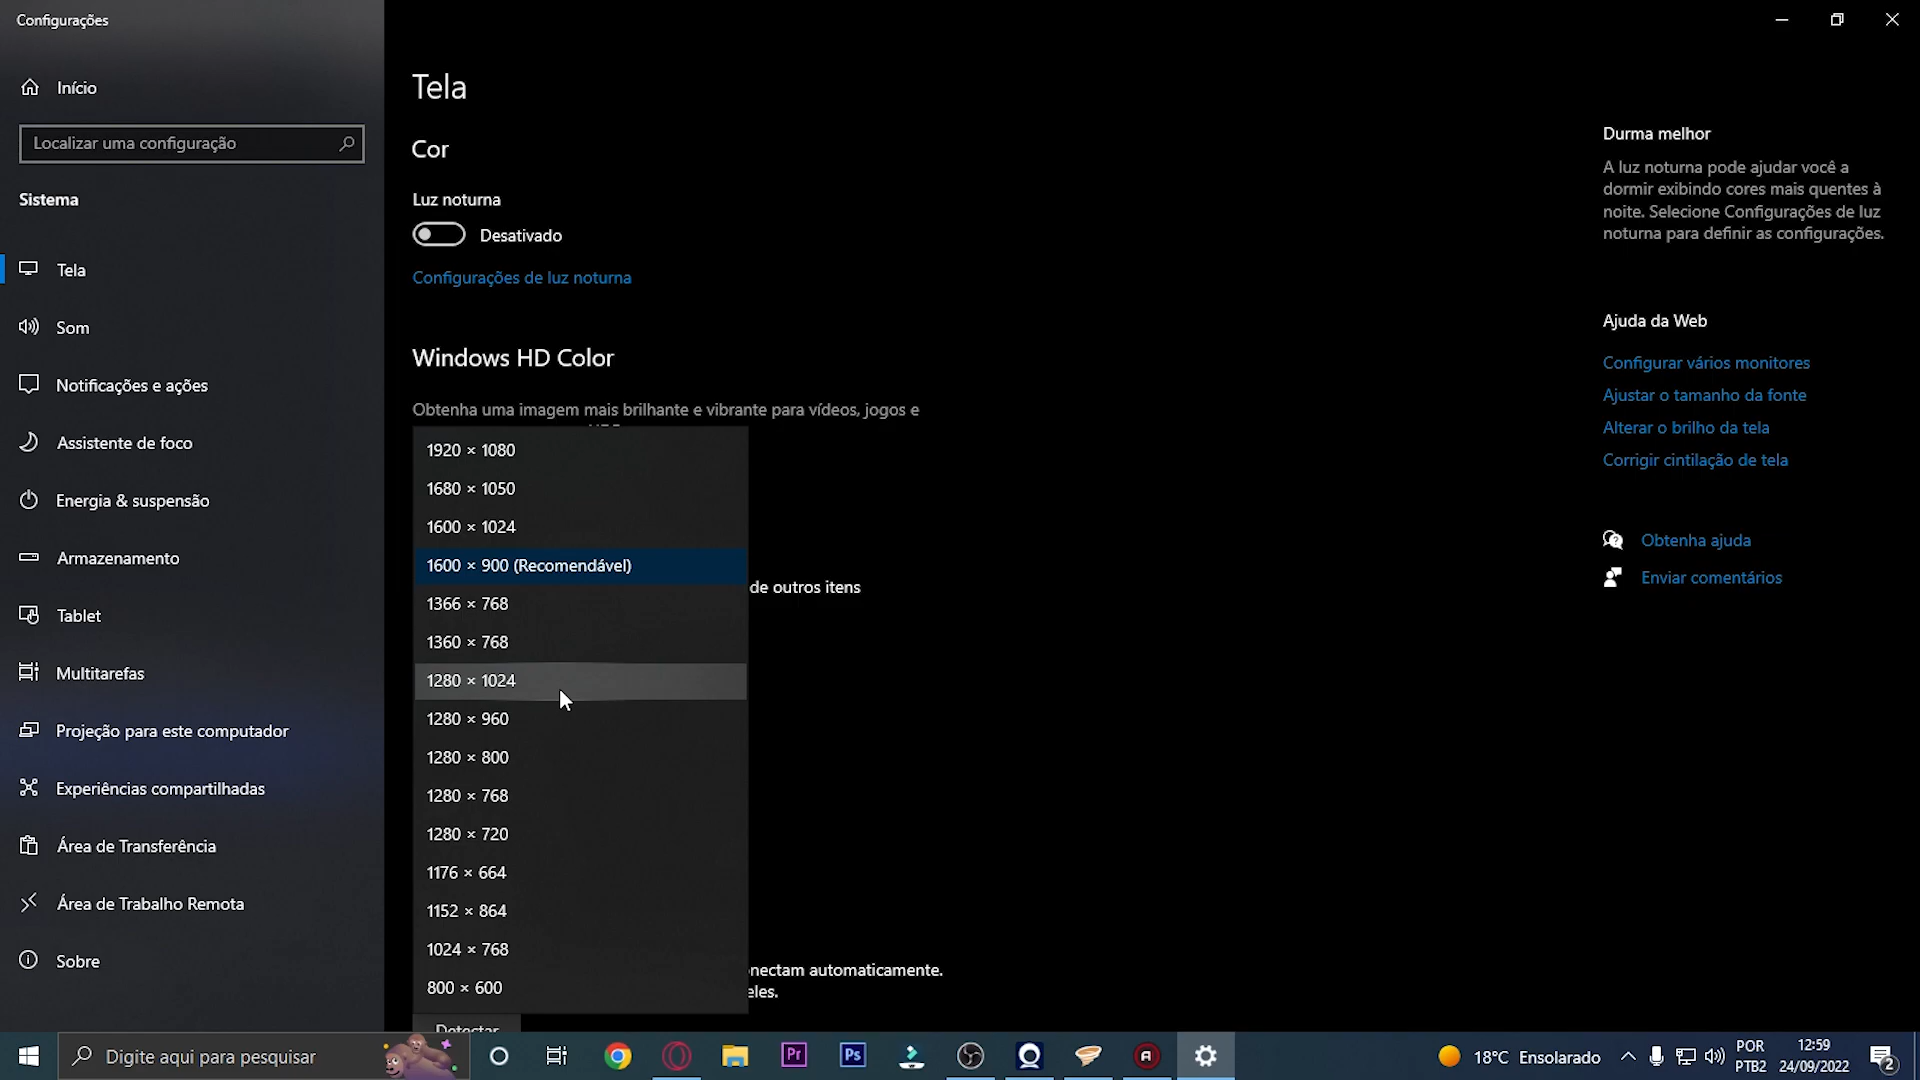 Configurações
Início
Localizar uma configuração
Sistema
Tela
Som
Notificações e ações
Assistente de foco
Energia & suspensão
Armazenamento
Tablet
Multitarefas
Projeção para este computador
Experiências compartilhadas
Área de Transferência
Área de Trabalho Remota
Sobre
Tela
Cor
Luz noturna
Desativado
Configurações de luz noturna
Windows HD Color
Obtenha uma imagem mais brilhante e vibrante para vídeos, jogos e
1920 × 1080
1680 × 1050
1600 × 1024
1600 × 900 (Recomendável)
de outros itens
1366 × 768
1360 × 768
1280 × 1024
1280 × 960
1280 × 800
1280 × 768
1280 × 720
1176 × 664
1152 × 864
1024 × 768
nectam automaticamente.
800 × 600
eles.
Detectar
Durma melhor
A luz noturna pode ajudar você a
dormir exibindo cores mais quentes à
noite. Selecione Configurações de luz
noturna para definir as configurações.
Ajuda da Web
Configurar vários monitores
Ajustar o tamanho da fonte
Alterar o brilho da tela
Corrigir cintilação de tela
Obtenha ajuda
Enviar comentários
Digite aqui para pesquisar
Pr
Ps
18°C Ensolarado
POR
PTB2
12:59
24/09/2022
2